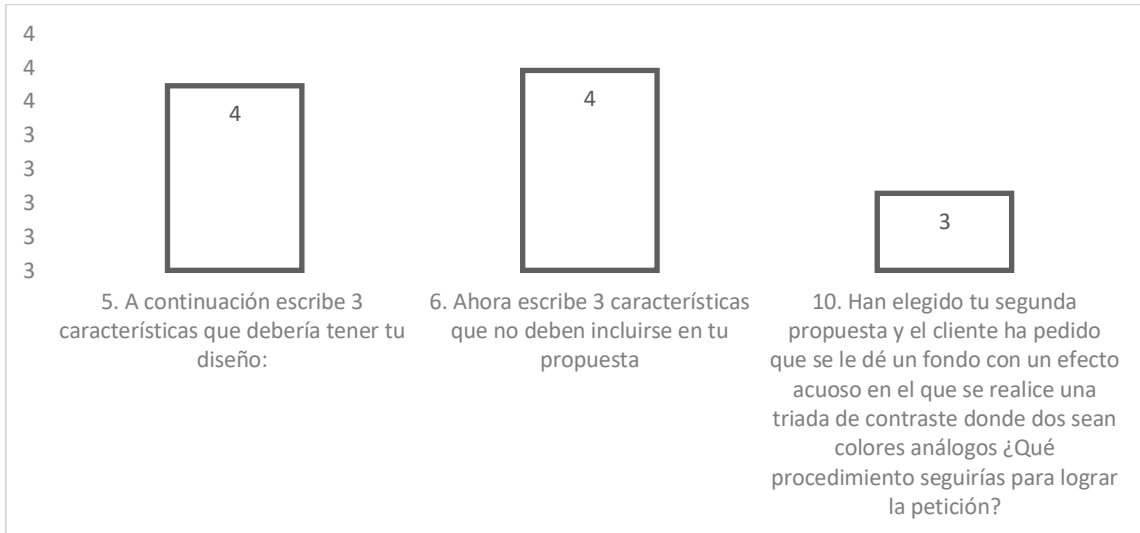 4
4
4
3
3
3
3
3
4
4
3
5. A continuación escribe 3
características que debería tener tu
diseño:
6. Ahora escribe 3 características
que no deben incluirse en tu
propuesta
10. Han elegido tu segunda
propuesta y el cliente ha pedido
que se le dé un fondo con un efecto
acuoso en el que se realice una
triada de contraste donde dos sean
colores análogos ¿Qué
procedimiento seguirías para lograr
la petición?